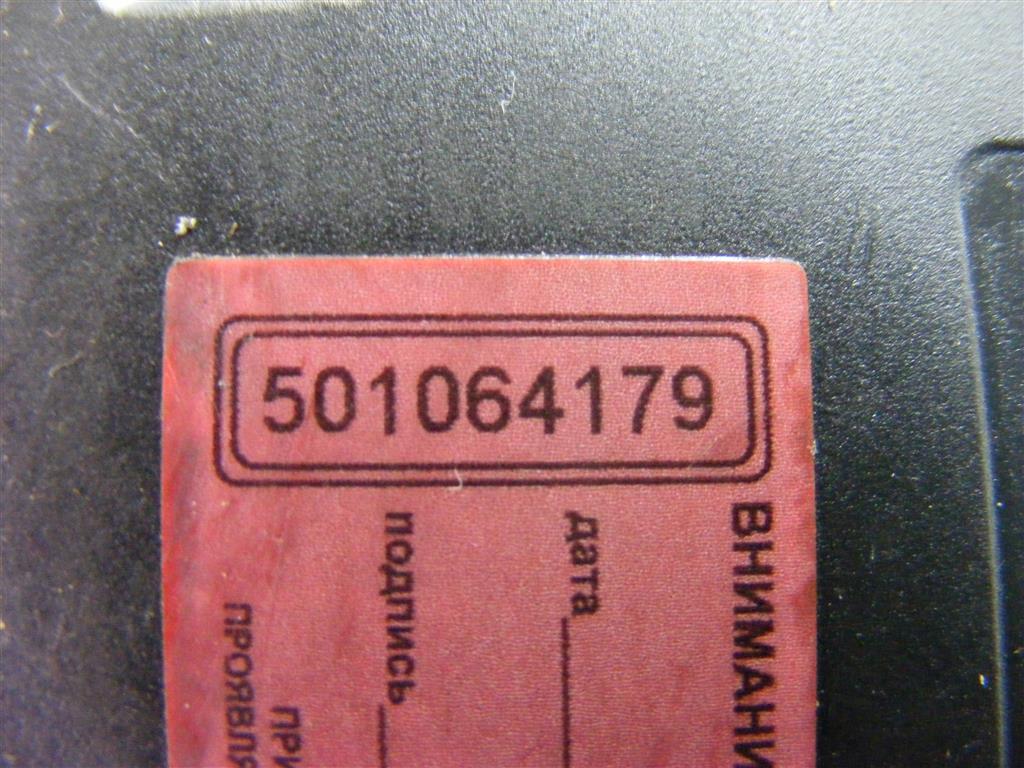 501064179
ВНИМАНИ
дата
подпись
ПРИ
ПРОЯВЛЯ